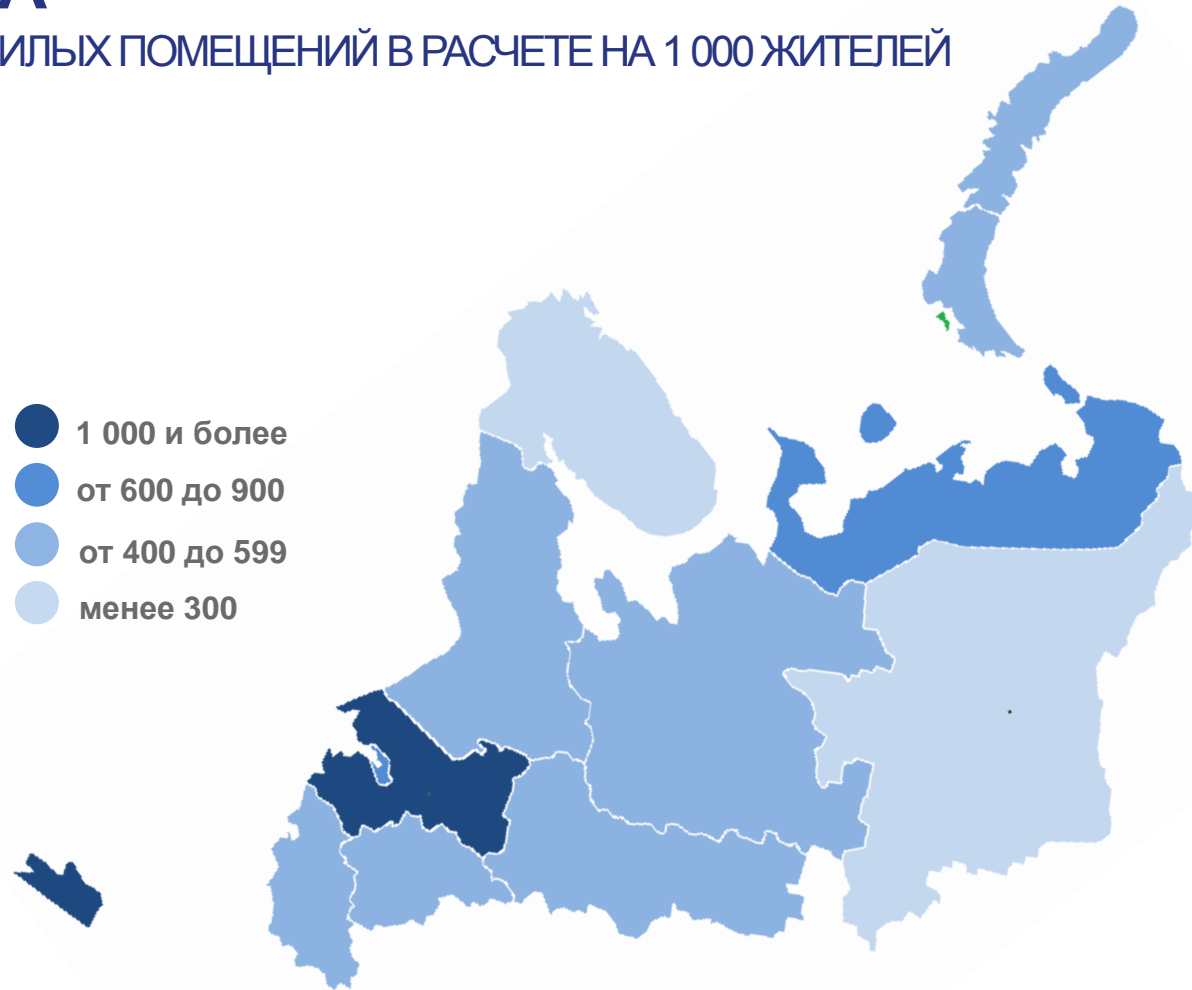 ИЛЫХ ПОМЕЩЕНИЙ В РАСЧЕТЕ НА 1 000 ЖИТЕЛЕЙ
1 000 и более
от 600 до 900
от 400 до 599
менее 300